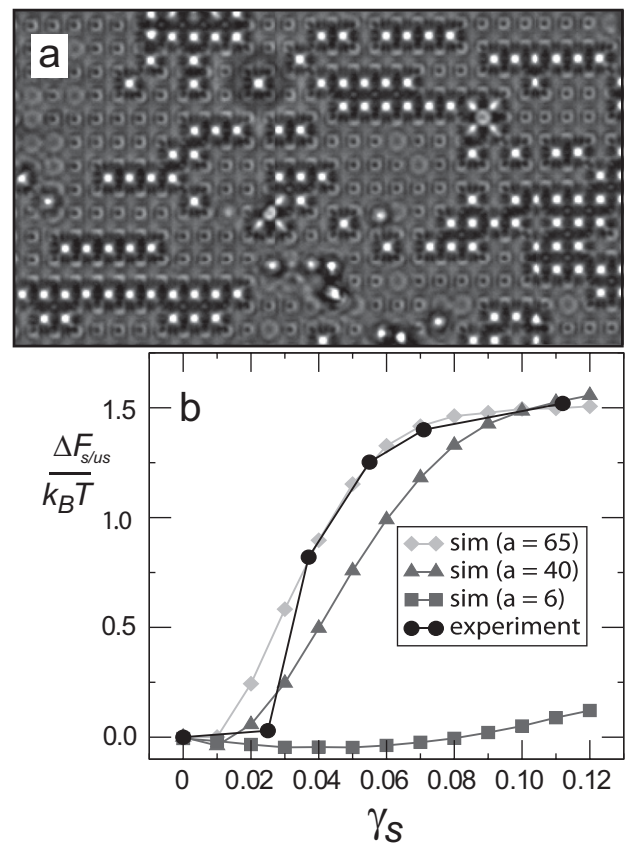 a
b
ΔF_{s/us}
k_BT
1.5
1.0
0.5
0.0
sim (a = 65)
sim (a = 40)
sim (a = 6)
experiment
0 0.02 0.04 0.06 0.08 0.10 0.12
γ_s